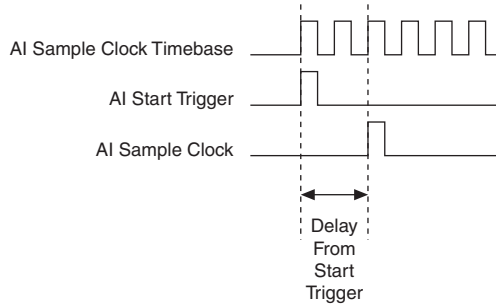 AI Sample Clock Timebase
AI Start Trigger
AI Sample Clock
Delay
From
Start
Trigger